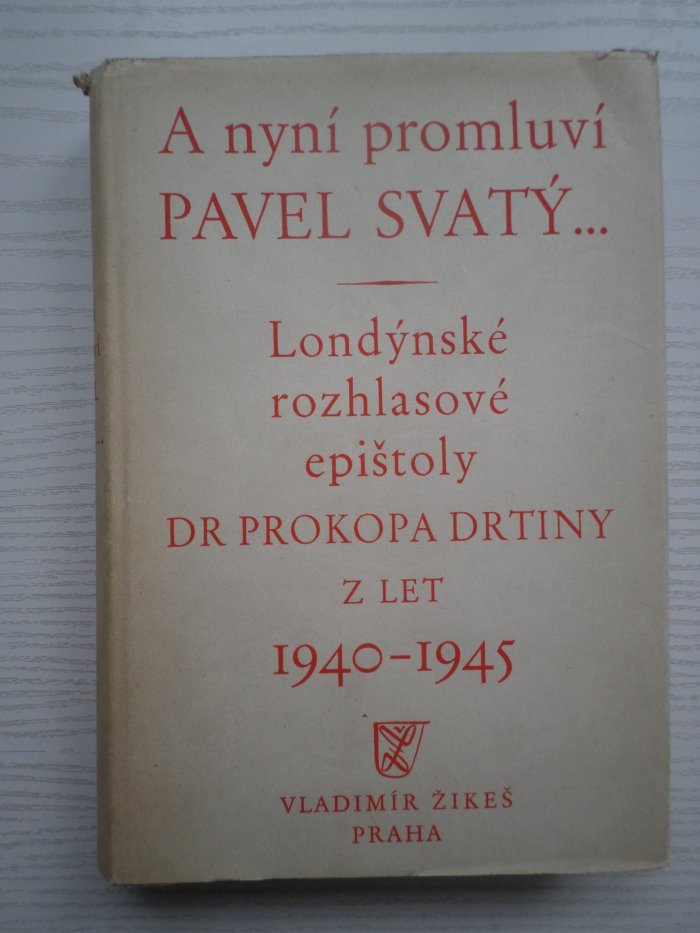 A nyní promluví
PAVEL SVATÝ...
Londýnské
rozhlasové
epištoly
DR PROKOPA DRTINY
Z LET
1940–1945
VLADIMÍR ŽIKEŠ
PRAHA